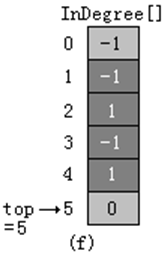 InDegree[]
0 -1
1 -1
2 1
3 -1
4 1
top→5 0
=5
(f)